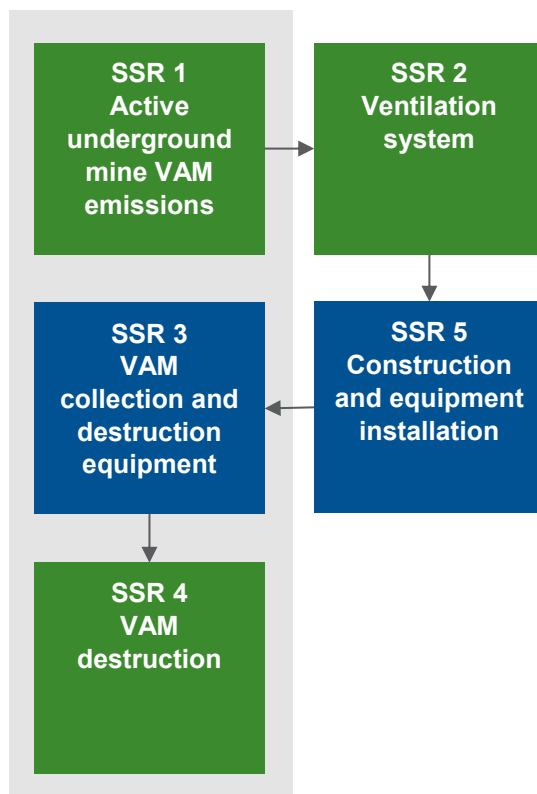 SSR 1
Active
underground
mine VAM
emissions
SSR 2
Ventilation
system
SSR 5
Construction
and equipment
installation
SSR 3
VAM
collection and
destruction
equipment
SSR 4
VAM
destruction